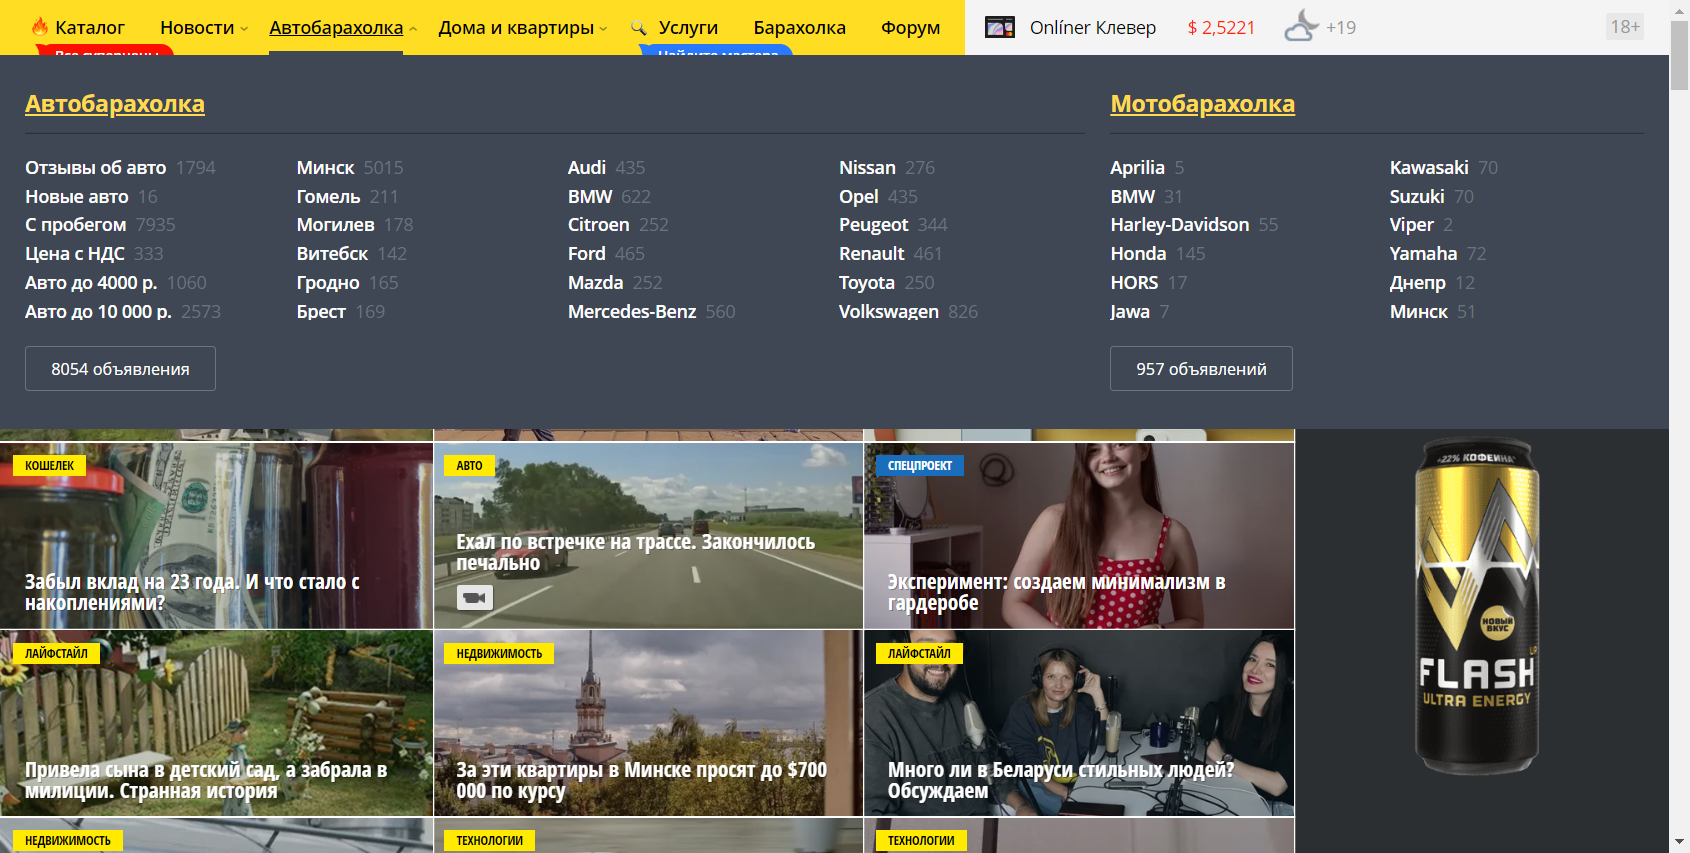 Каталог Новости Автобарахолка Дома и квартиры Услуги Барахолка Форум Onlíner Клевер $ 2,5221 +19 18+
Все суперцены Найдите мастера
Автобарахолка
Отзывы об авто 1794
Новые авто 16
С пробегом 7935
Цена с НДС 333
Авто до 4000 р. 1060
Авто до 10 000 р. 2573
Минск 5015
Гомель 211
Могилев 178
Витебск 142
Гродно 165
Брест 169
Audi 435
BMW 622
Citroen 252
Ford 465
Mazda 252
Mercedes-Benz 560
Nissan 276
Opel 435
Peugeot 344
Renault 461
Toyota 250
Volkswagen 826
8054 объявления
Мотобарахолка
Aprilia 5
BMW 31
Harley-Davidson 55
Honda 145
HORS 17
Jawa 7
Kawasaki 70
Suzuki 70
Viper 2
Yamaha 72
Днепр 12
Минск 51
957 объявлений
КОШЕЛЕК
Забыл вклад на 23 года. И что стало с
накоплениями?
АВТО
Ехал по встречке на трассе. Закончилось
печально
СПЕЦПРОЕКТ
Эксперимент: создаем минимализм в
гардеробе
ЛАЙФСТАЙЛ
Привела сына в детский сад, а забрала в
милиции. Странная история
НЕДВИЖИМОСТЬ
За эти квартиры в Минске просят до $700
000 по курсу
ЛАЙФСТАЙЛ
Много ли в Беларуси стильных людей?
Обсуждаем
НЕДВИЖИМОСТЬ
ТЕХНОЛОГИИ
ТЕХНОЛОГИИ
+22% КОФЕИНА*
НОВЫЙ
ВКУС
UP
FLASH
ULTRA ENERGY